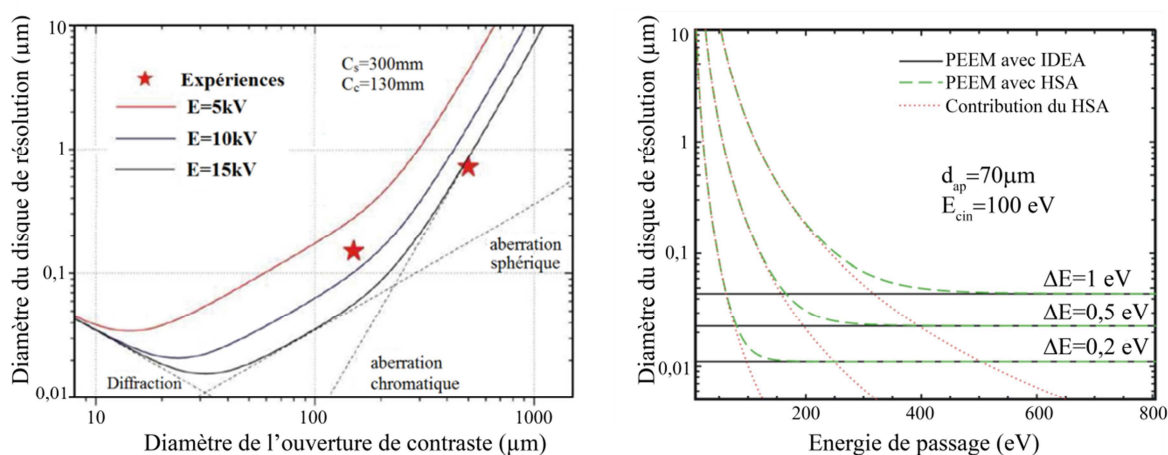 Diamètre du disque de résolution (µm)
10
1
0,1
0,01
Expériences
E=5kV
E=10kV
E=15kV
Cs=300mm
Cc=130mm
aberration
sphérique
Diffraction
aberration
chromatique
10
100
1000
Diamètre de l'ouverture de contraste (µm)
Diamètre du disque de résolution (µm)
10
1
0,1
0,01
PEEM avec IDEA
PEEM avec HSA
Contribution du HSA
dap=70µm
Ecin=100 eV
ΔE=1 eV
ΔE=0,5 eV
ΔE=0,2 eV
200
400
600
800
Energie de passage (eV)